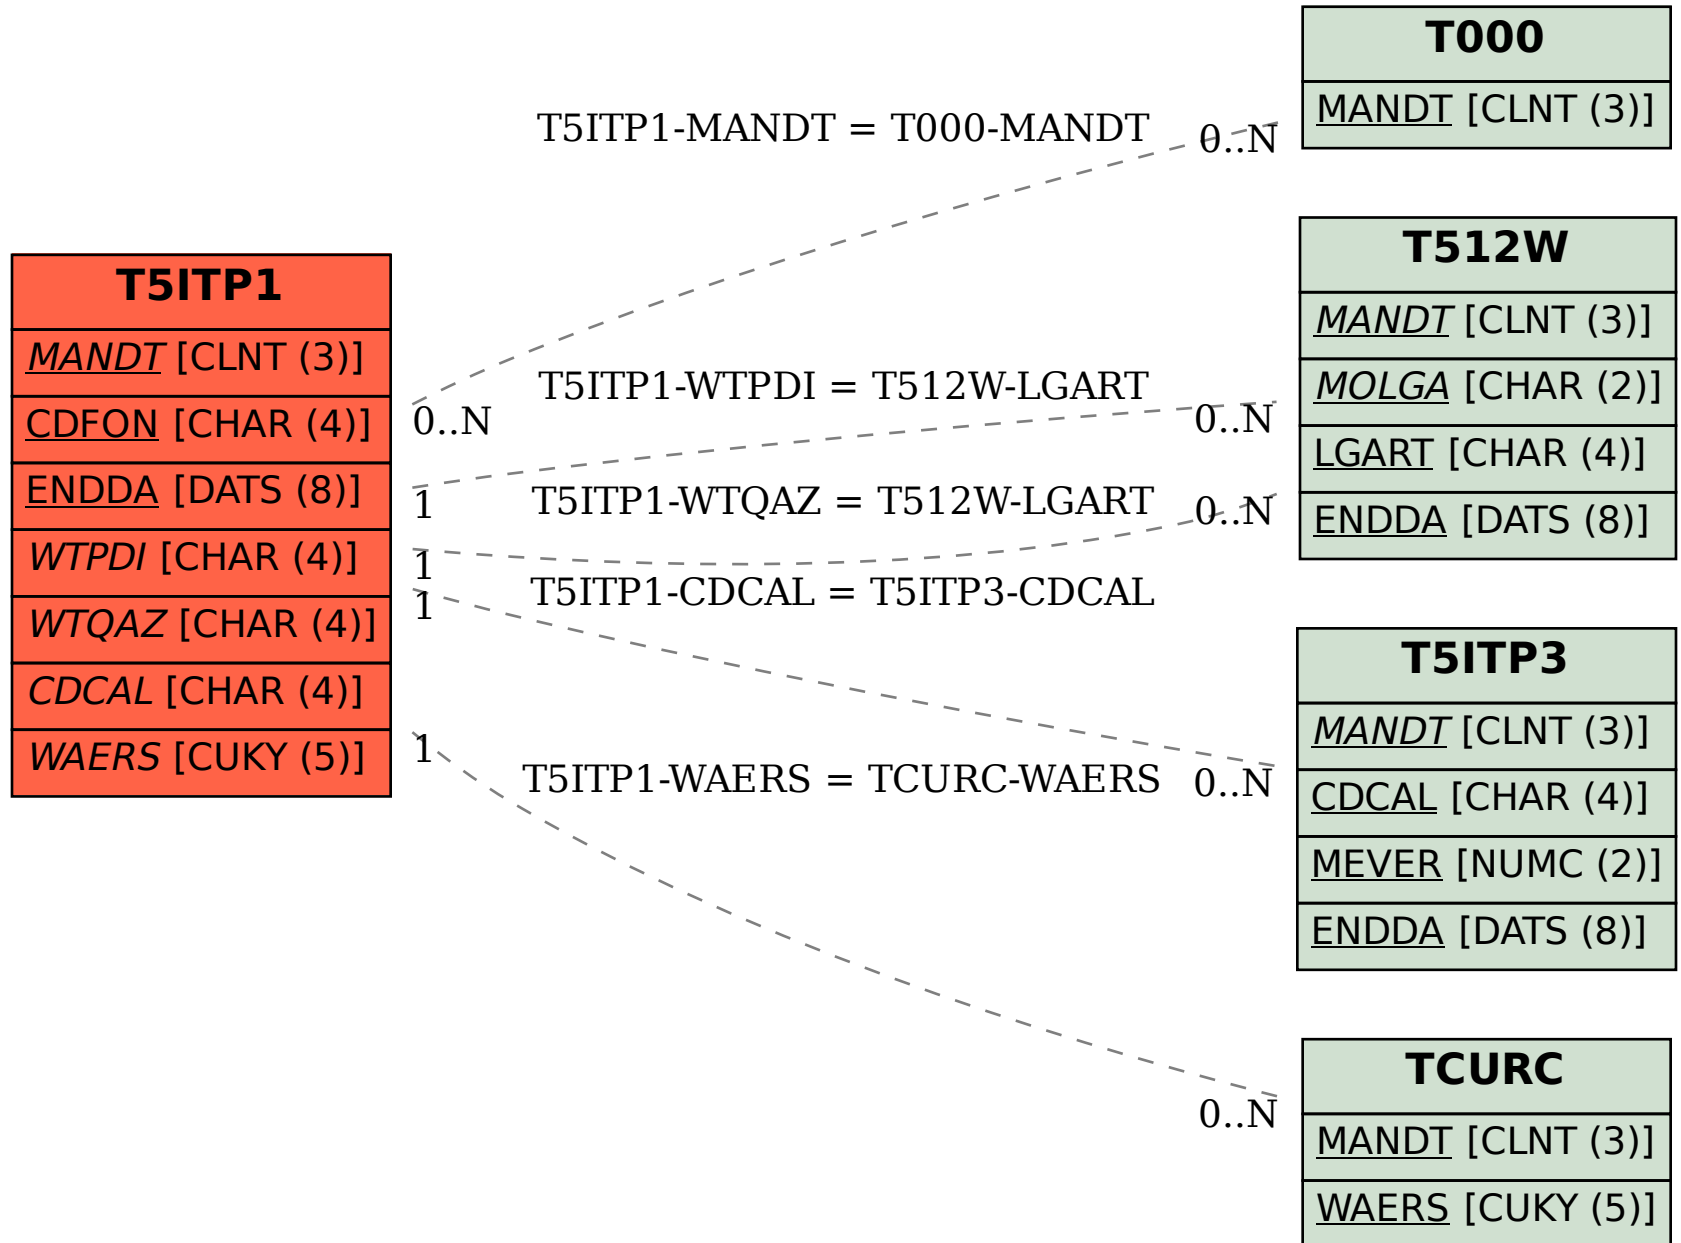 T5ITP1
MANDT [CLNT (3)]
CDFON [CHAR (4)]
ENDDA [DATS (8)]
WTPDI [CHAR (4)]
WTQAZ [CHAR (4)]
CDCAL [CHAR (4)]
WAERS [CUKY (5)]
T5ITP1-MANDT = T000-MANDT
0..N
0..N
T5ITP1-WTPDI = T512W-LGART
0..N
1
T5ITP1-WTQAZ = T512W-LGART
0..N
1
T5ITP1-CDCAL = T5ITP3-CDCAL
1
0..N
T5ITP1-WAERS = TCURC-WAERS
1
0..N
T000
MANDT [CLNT (3)]
T512W
MANDT [CLNT (3)]
MOLGA [CHAR (2)]
LGART [CHAR (4)]
ENDDA [DATS (8)]
T5ITP3
MANDT [CLNT (3)]
CDCAL [CHAR (4)]
MEVER [NUMC (2)]
ENDDA [DATS (8)]
TCURC
MANDT [CLNT (3)]
WAERS [CUKY (5)]